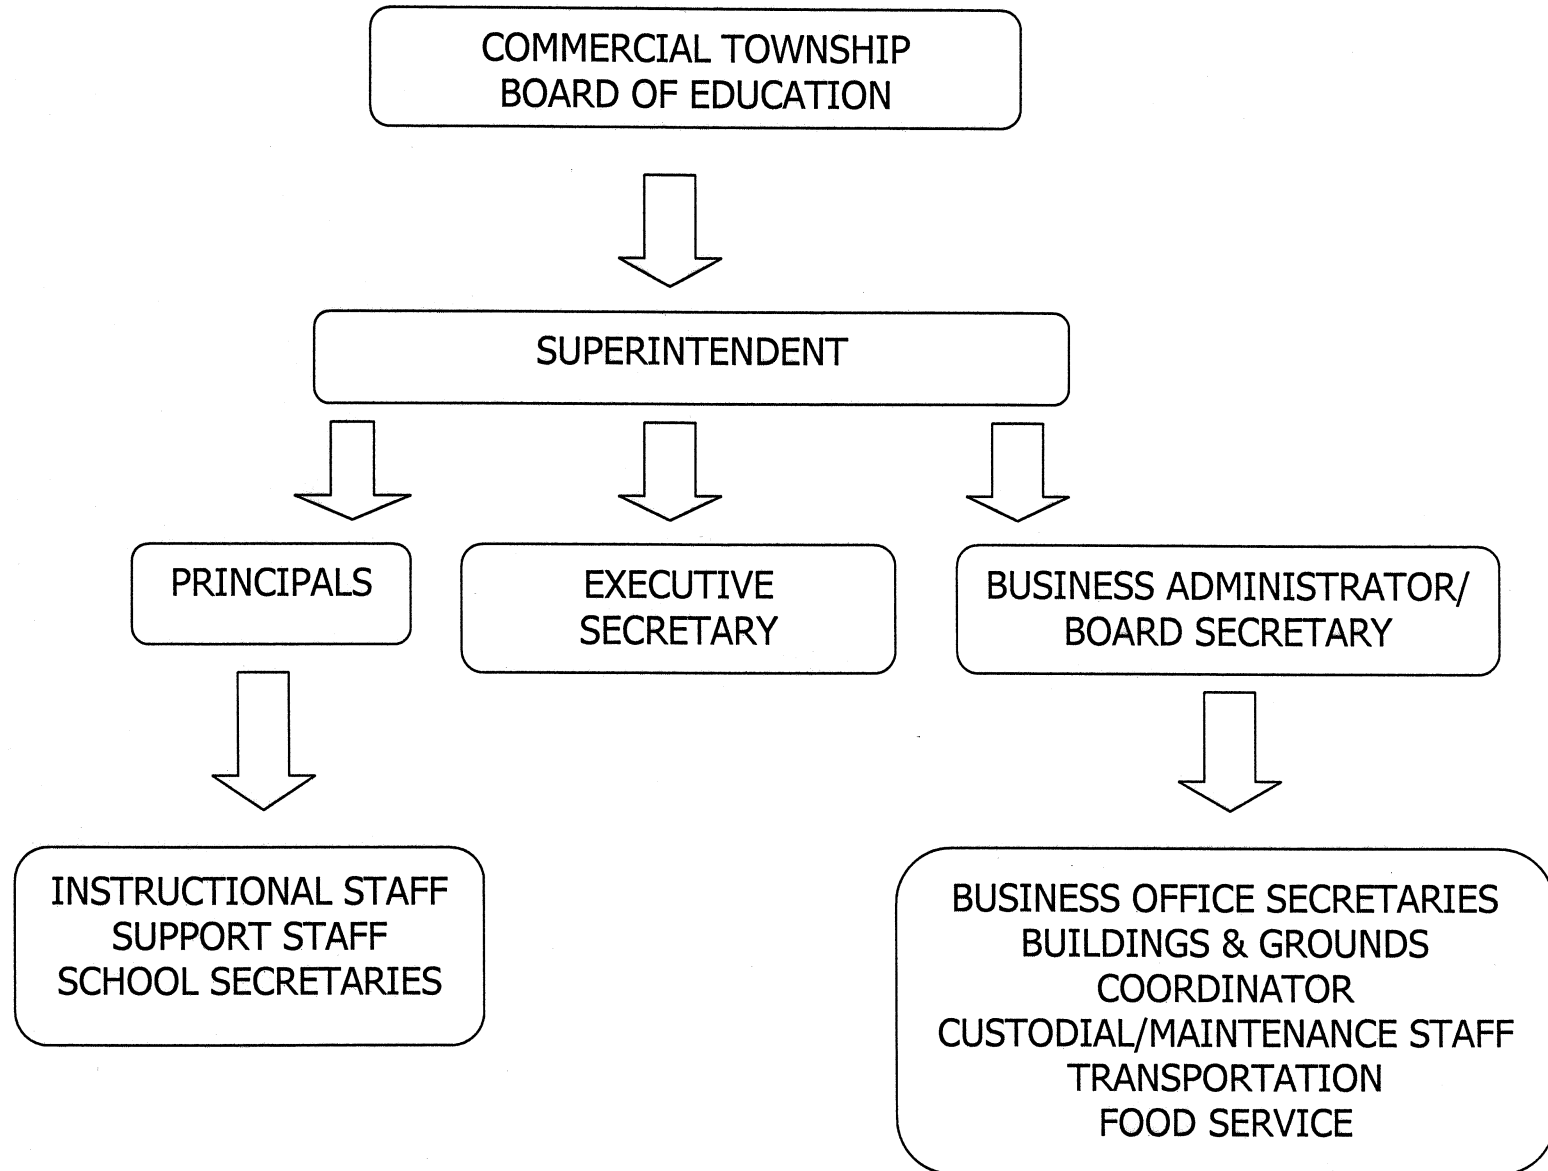 COMMERCIAL TOWNSHIP
BOARD OF EDUCATION
SUPERINTENDENT
PRINCIPALS
EXECUTIVE
SECRETARY
BUSINESS ADMINISTRATOR/
BOARD SECRETARY
INSTRUCTIONAL STAFF
SUPPORT STAFF
SCHOOL SECRETARIES
BUSINESS OFFICE SECRETARIES
BUILDINGS & GROUNDS
COORDINATOR
CUSTODIAL/MAINTENANCE STAFF
TRANSPORTATION
FOOD SERVICE